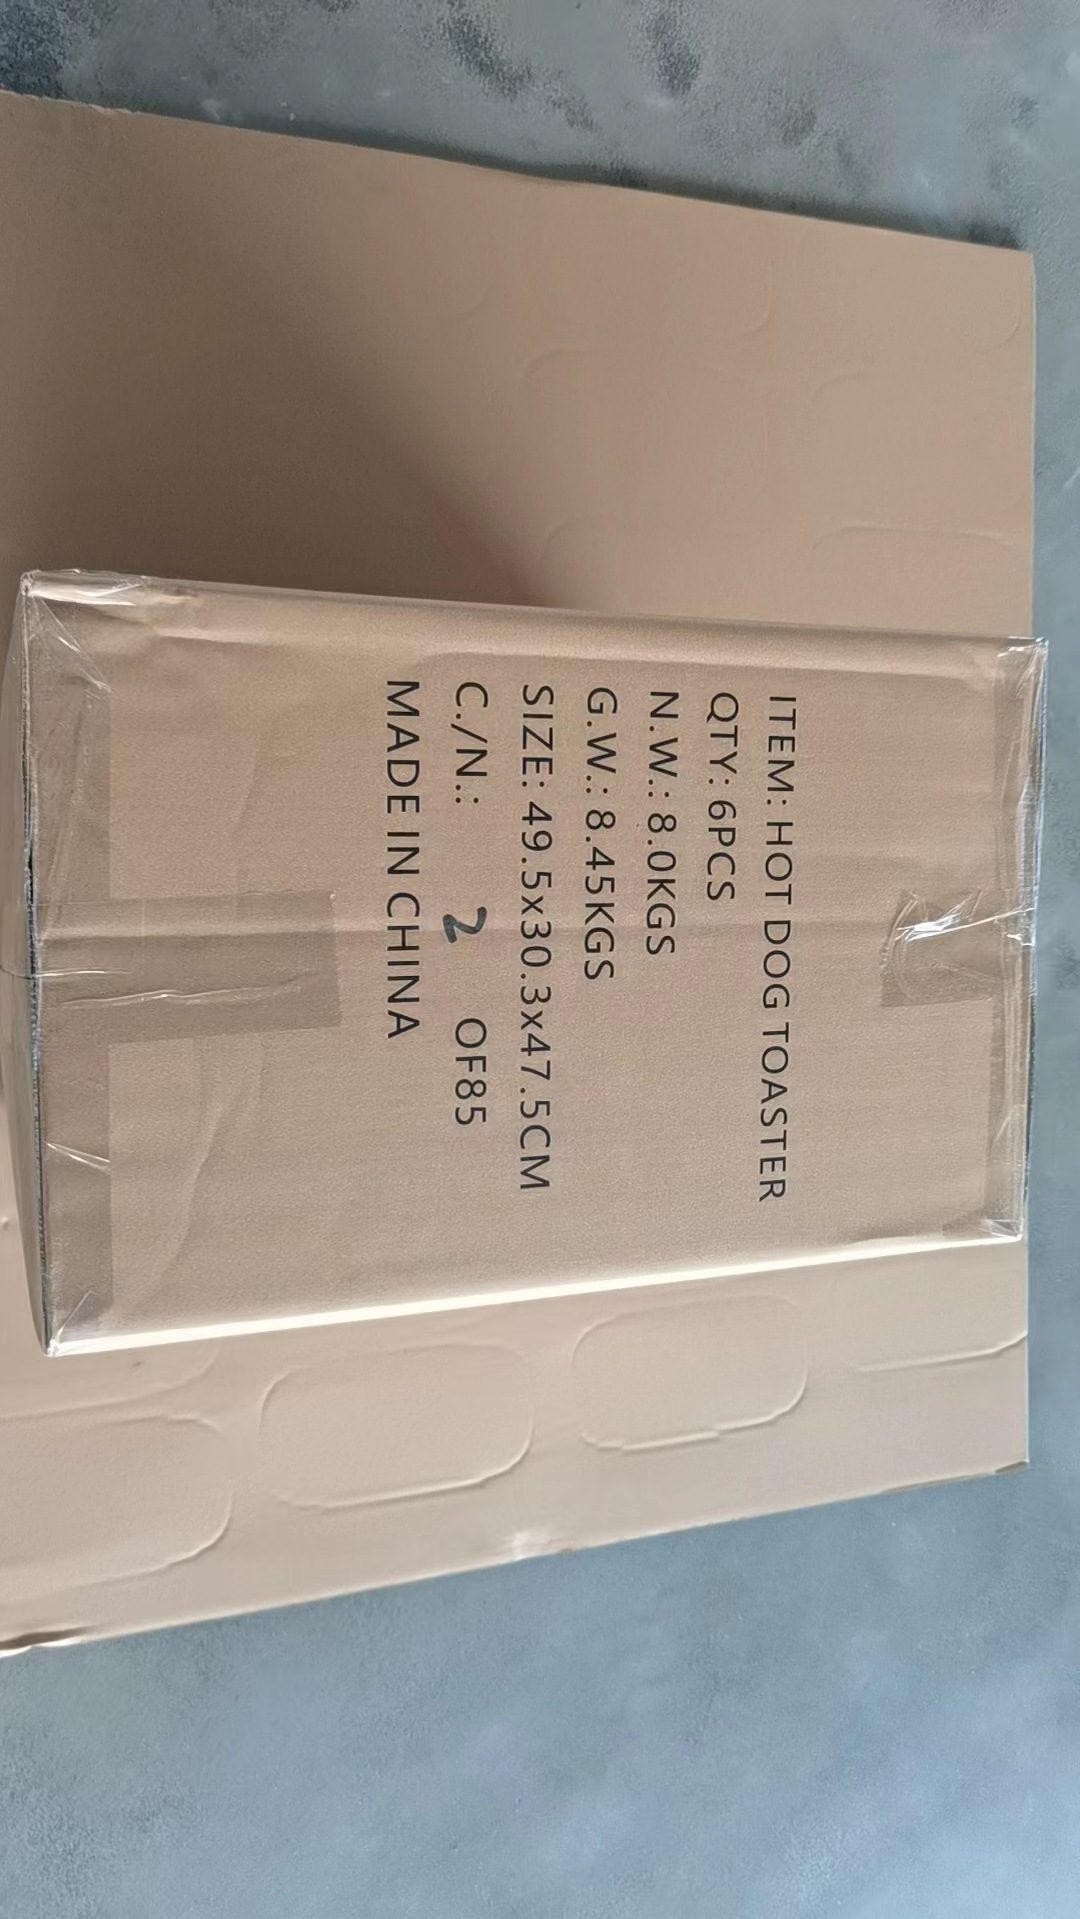 ITEM: HOT DOG TOASTER
QTY: 6PCS
N.W.: 8.0KGS
G.W.: 8.45KGS
SIZE: 49.5x30.3x47.5CM
C./N.: 2 OF85
MADE IN CHINA